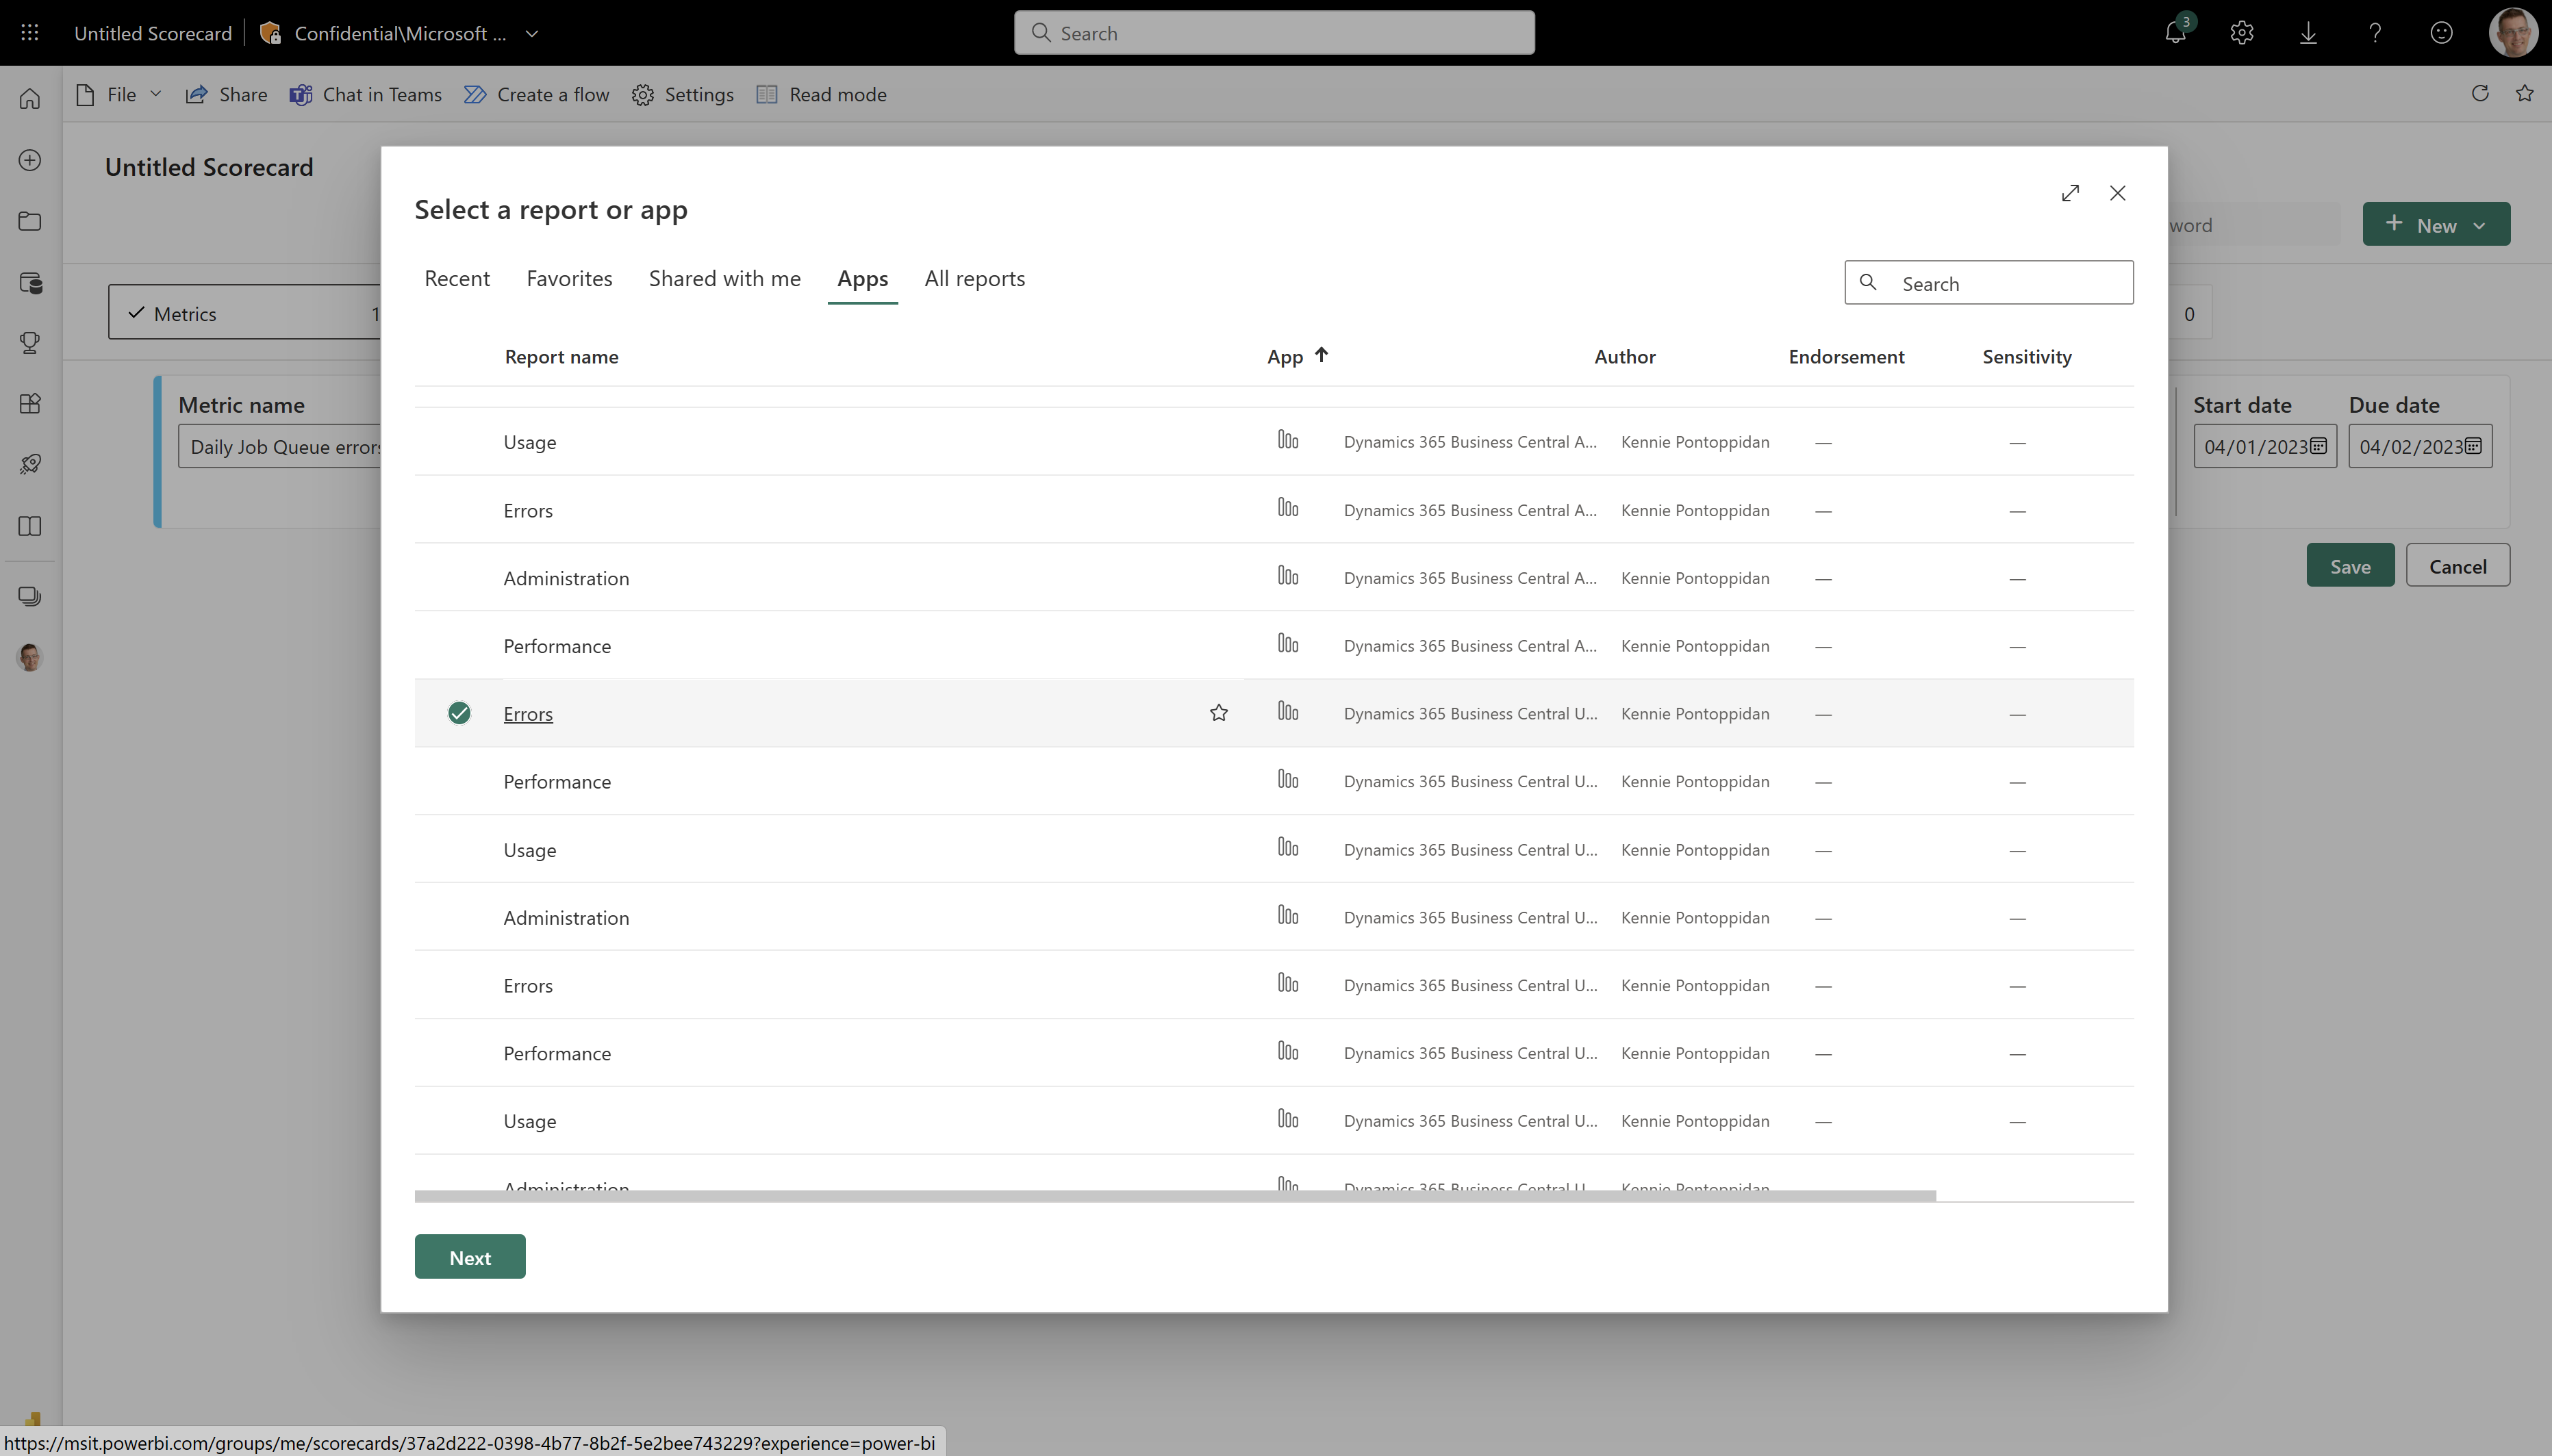 Untitled Scorecard
Confidential\Microsoft ...
Search
3
File
Share
Chat in Teams
Create a flow
Settings
Read mode
Untitled Scorecard
word
New
Metrics
1
0
Metric name
Daily Job Queue errors
Start date
Due date
04/01/2023
04/02/2023
Save
Cancel
Select a report or app
Recent
Favorites
Shared with me
Apps
All reports
Search
Report name
App
Author
Endorsement
Sensitivity
Usage Dynamics 365 Business Central A... Kennie Pontoppidan — —
Errors Dynamics 365 Business Central A... Kennie Pontoppidan — —
Administration Dynamics 365 Business Central A... Kennie Pontoppidan — —
Performance Dynamics 365 Business Central A... Kennie Pontoppidan — —
Errors Dynamics 365 Business Central U... Kennie Pontoppidan — —
Performance Dynamics 365 Business Central U... Kennie Pontoppidan — —
Usage Dynamics 365 Business Central U... Kennie Pontoppidan — —
Administration Dynamics 365 Business Central U... Kennie Pontoppidan — —
Errors Dynamics 365 Business Central U... Kennie Pontoppidan — —
Performance Dynamics 365 Business Central U... Kennie Pontoppidan — —
Usage Dynamics 365 Business Central U... Kennie Pontoppidan — —
Administration Dynamics 365 Business Central U... Kennie Pontoppidan
Next
https://msit.powerbi.com/groups/me/scorecards/37a2d222-0398-4b77-8b2f-5e2bee743229?experience=power-bi